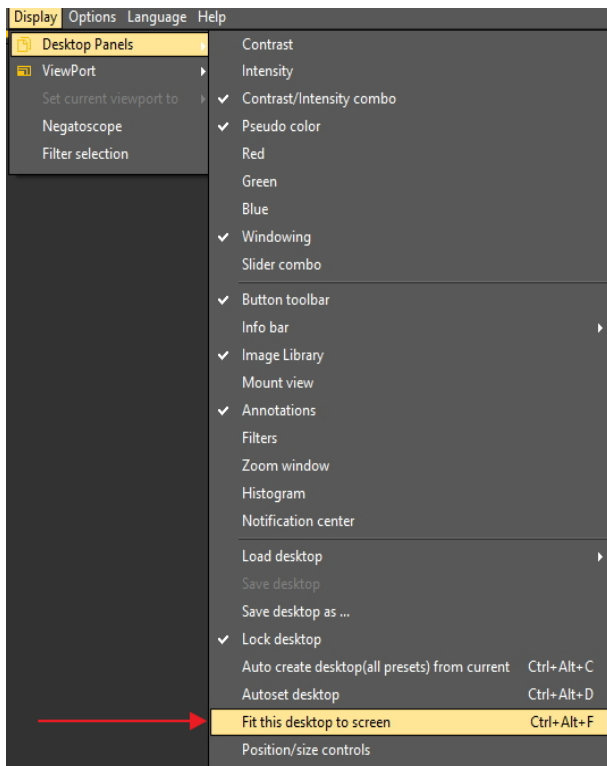 Display Options Language Help
Desktop Panels
ViewPort
Set current viewport to
Negatoscope
Filter selection
Contrast
Intensity
Contrast/Intensity combo
Pseudo color
Red
Green
Blue
Windowing
Slider combo
Button toolbar
Info bar
Image Library
Mount view
Annotations
Filters
Zoom window
Histogram
Notification center
Load desktop
Save desktop
Save desktop as ...
Lock desktop
Auto create desktop(all presets) from current Ctrl+Alt+C
Autoset desktop Ctrl+Alt+D
Fit this desktop to screen Ctrl+Alt+F
Position/size controls